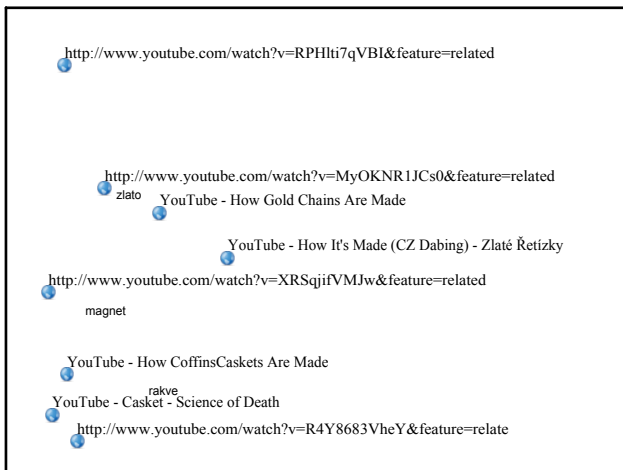 http://www.youtube.com/watch?v=RPHlti7qVBI&feature=related
http://www.youtube.com/watch?v=MyOKNR1JCs0&feature=related
zlato
YouTube - How Gold Chains Are Made
YouTube - How It's Made (CZ Dabing) - Zlaté Řetízky
http://www.youtube.com/watch?v=XRSqjifVMJw&feature=related
magnet
YouTube - How CoffinsCaskets Are Made
rakve
YouTube - Casket - Science of Death
http://www.youtube.com/watch?v=R4Y8683VheY&feature=relate